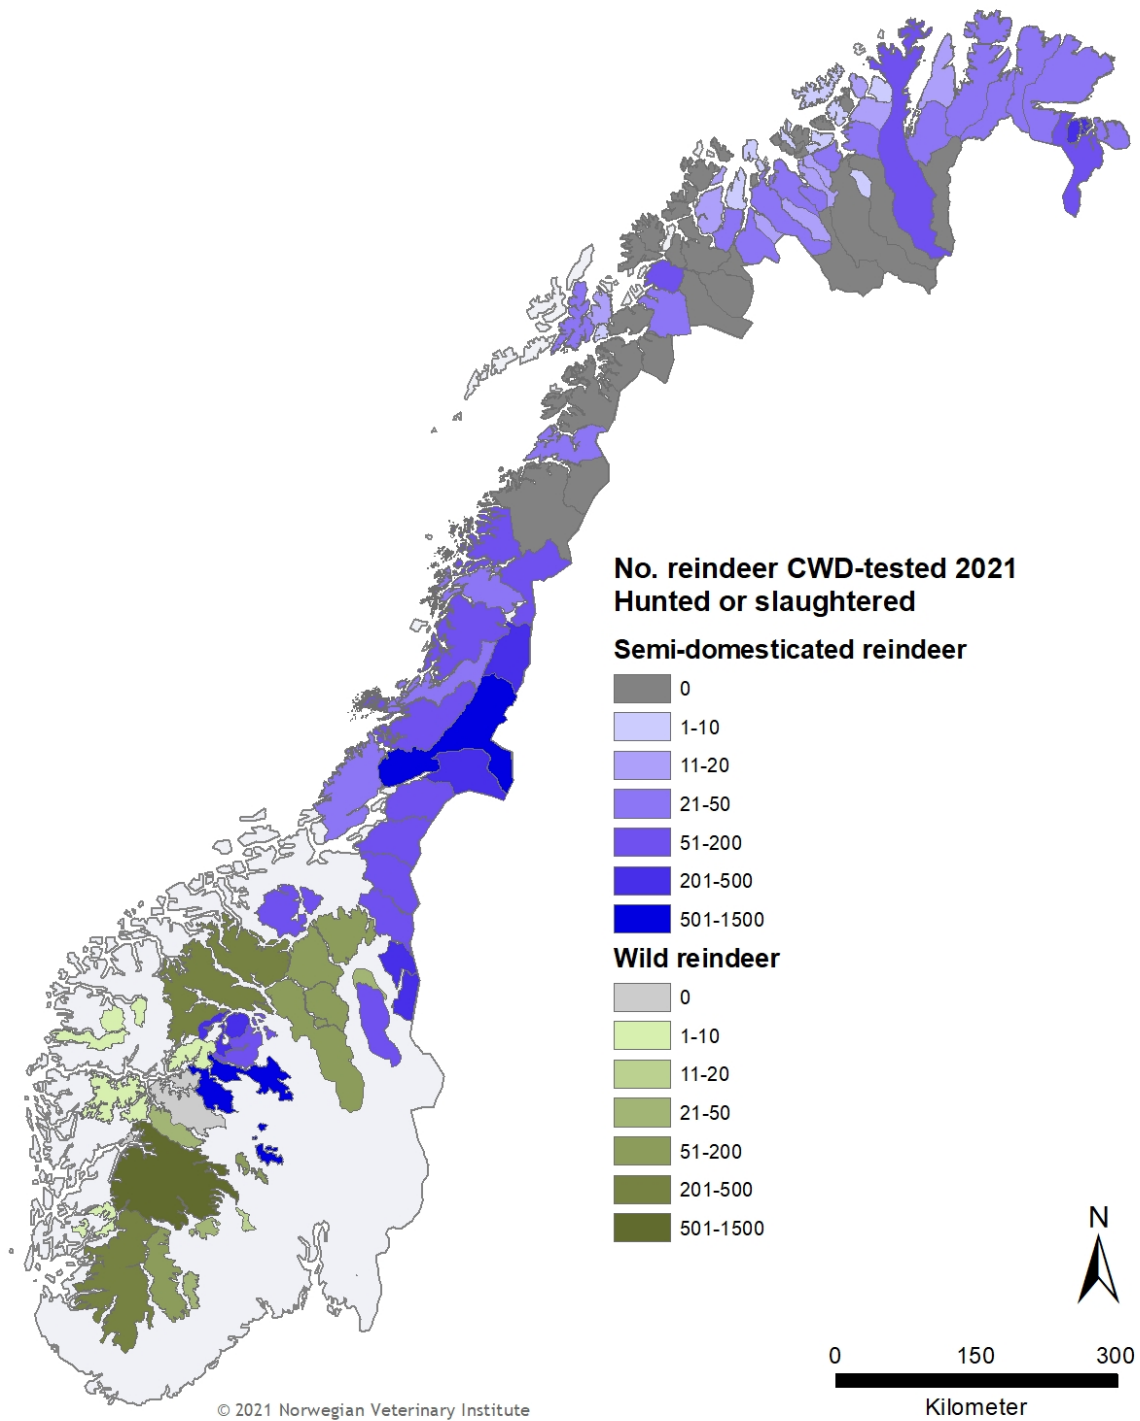 No. reindeer CWD-tested 2021
Hunted or slaughtered
Semi-domesticated reindeer
0
1-10
11-20
21-50
51-200
201-500
501-1500
Wild reindeer
0
1-10
11-20
21-50
51-200
201-500
501-1500
N
0 150 300
Kilometer
© 2021 Norwegian Veterinary Institute